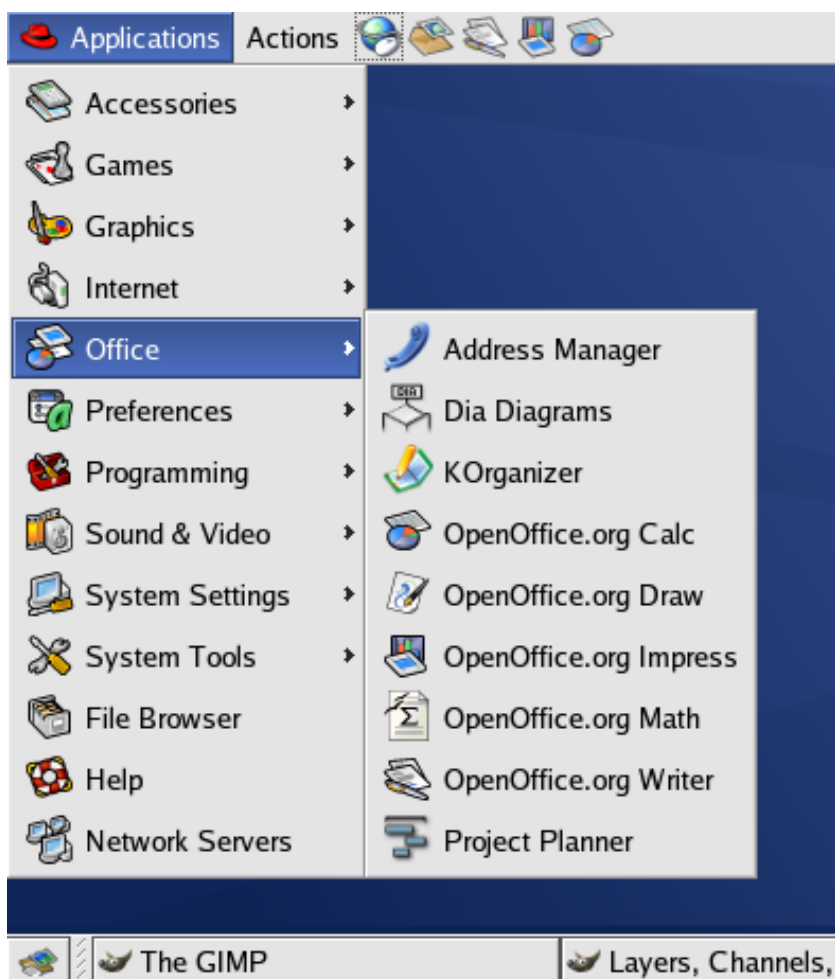 Applications Actions
Accessories
Games
Graphics
Internet
Office
Preferences
Programming
Sound & Video
System Settings
System Tools
File Browser
Help
Network Servers
Address Manager
DIA
Dia Diagrams
KOrganizer
OpenOffice.org Calc
OpenOffice.org Draw
OpenOffice.org Impress
Σ
OpenOffice.org Math
OpenOffice.org Writer
Project Planner
The GIMP
Layers, Channels,